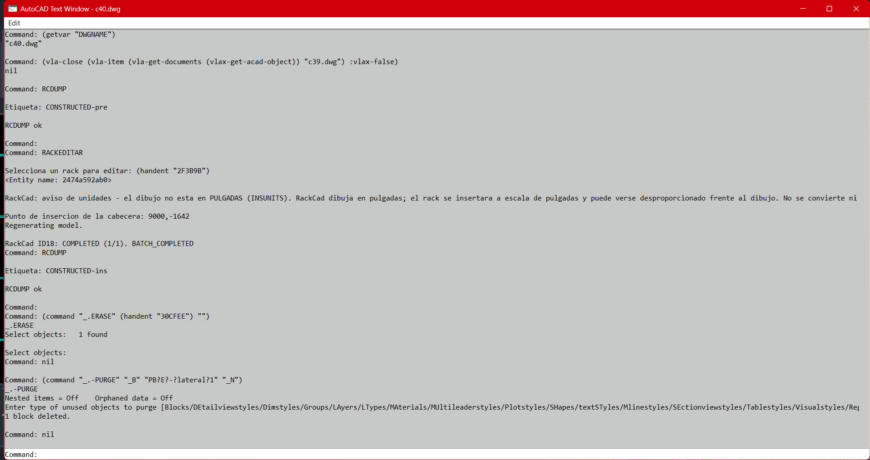 AutoCAD Text Window - c40.dwg
Edit
Command: (getvar "DWGNAME")
"c40.dwg"
Command: (vla-close (vla-item (vla-get-documents (vlax-get-acad-object)) "c39.dwg") :vlax-false)
nil
Command: RCDUMP
Etiqueta: CONSTRUCTED-pre
RCDUMP ok
Command:
Command: RACKEDITAR
Selecciona un rack para editar: (handent "2F3B9B")
<Entity name: 2474a592ab0>
RackCad: aviso de unidades - el dibujo no esta en PULGADAS (INSUNITS). RackCad dibuja en pulgadas; el rack se insertara a escala de pulgadas y puede verse desproporcionado frente al dibujo. No se convierte ni
Punto de insercion de la cabecera: 9000,-1642
Regenerating model.
RackCad ID18: COMPLETED (1/1). BATCH_COMPLETED
Command: RCDUMP
Etiqueta: CONSTRUCTED-ins
RCDUMP ok
Command:
Command: (command "_.ERASE" (handent "30CFEE") "")
_.ERASE
Select objects:   1 found
Select objects:
Command: nil
Command: (command "_.-PURGE" "_B" "PB?E?-?lateral?1" "_N")
_.-PURGE
Nested items = Off    Orphaned data = Off
Enter type of unused objects to purge [Blocks/DEtailviewstyles/Dimstyles/Groups/LAyers/LTypes/MAterials/MUltileaderstyles/Plotstyles/SHapes/textSTyles/Mlinestyles/SEctionviewstyles/Tablestyles/Visualstyles/Re
1 block deleted.
Command: nil
Command: